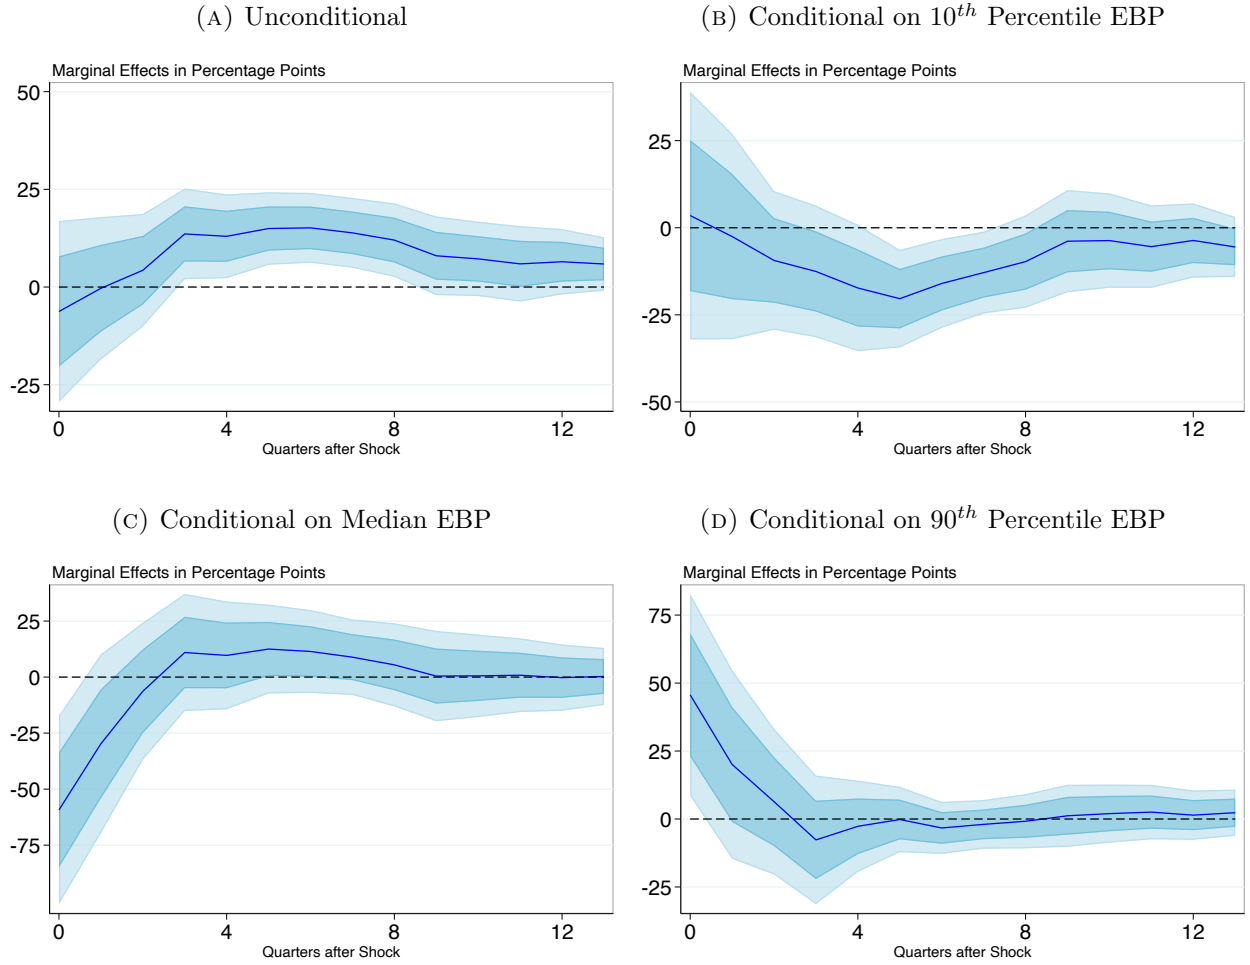 (A) Unconditional
Marginal Effects in Percentage Points
50
25
0
-25
0 4 8 12
Quarters after Shock
(B) Conditional on 10th Percentile EBP
Marginal Effects in Percentage Points
25
0
-25
-50
0 4 8 12
Quarters after Shock
(C) Conditional on Median EBP
Marginal Effects in Percentage Points
25
0
-25
-50
-75
0 4 8 12
Quarters after Shock
(D) Conditional on 90th Percentile EBP
Marginal Effects in Percentage Points
75
50
25
0
-25
0 4 8 12
Quarters after Shock